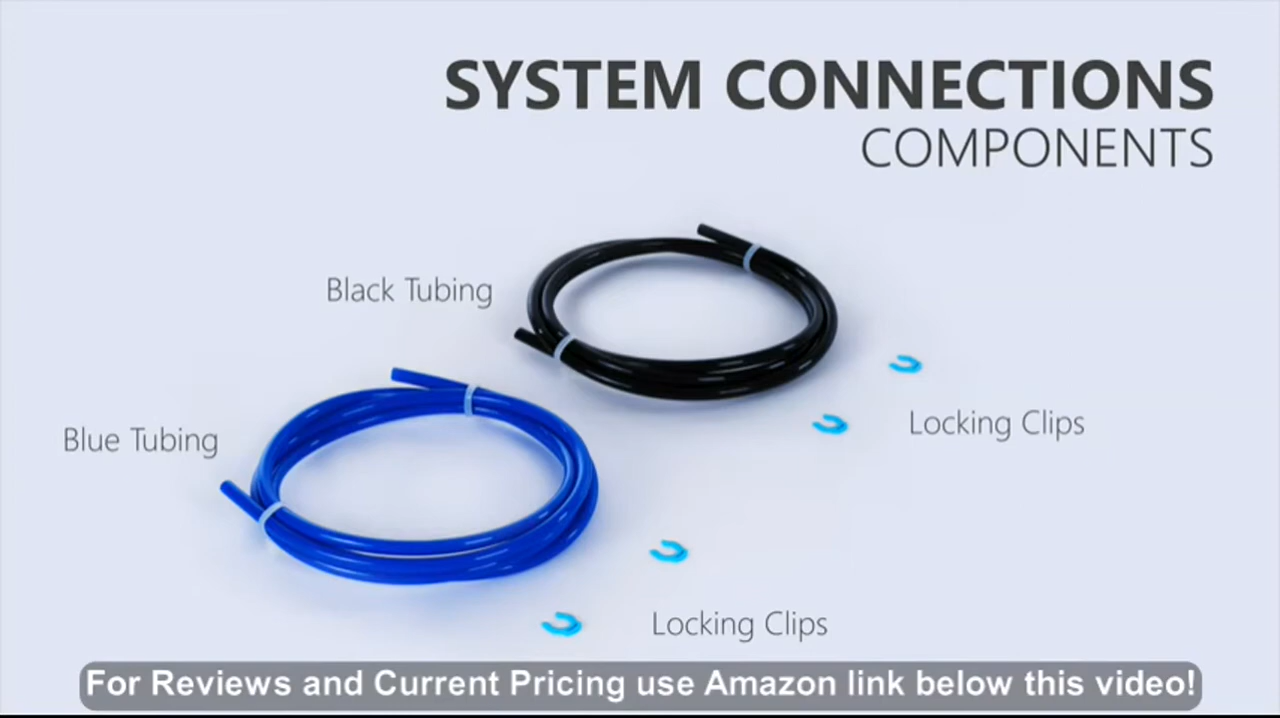 SYSTEM CONNECTIONS
COMPONENTS
Black Tubing
Blue Tubing
Locking Clips
Locking Clips
For Reviews and Current Pricing use Amazon link below this video!